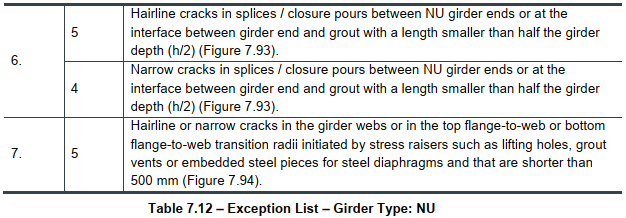 Hairline cracks in splices / closure pours between NU girder ends or at the
5 interface between girder end and grout with a length smaller than half the girder
depth (h/2) (Figure 7.93).
6.
Narrow cracks in splices / closure pours between NU girder ends or at the
4 interface between girder end and grout with a length smaller than half the girder
depth (h/2) (Figure 7.93).
Hairline or narrow cracks in the girder webs or in the top flange-to-web or bottom
7. 5 flange-to-web transition radii initiated by stress raisers such as lifting holes, grout
vents or embedded steel pieces for steel diaphragms and that are shorter than
500 mm (Figure 7.94).
Table 7.12 – Exception List – Girder Type: NU